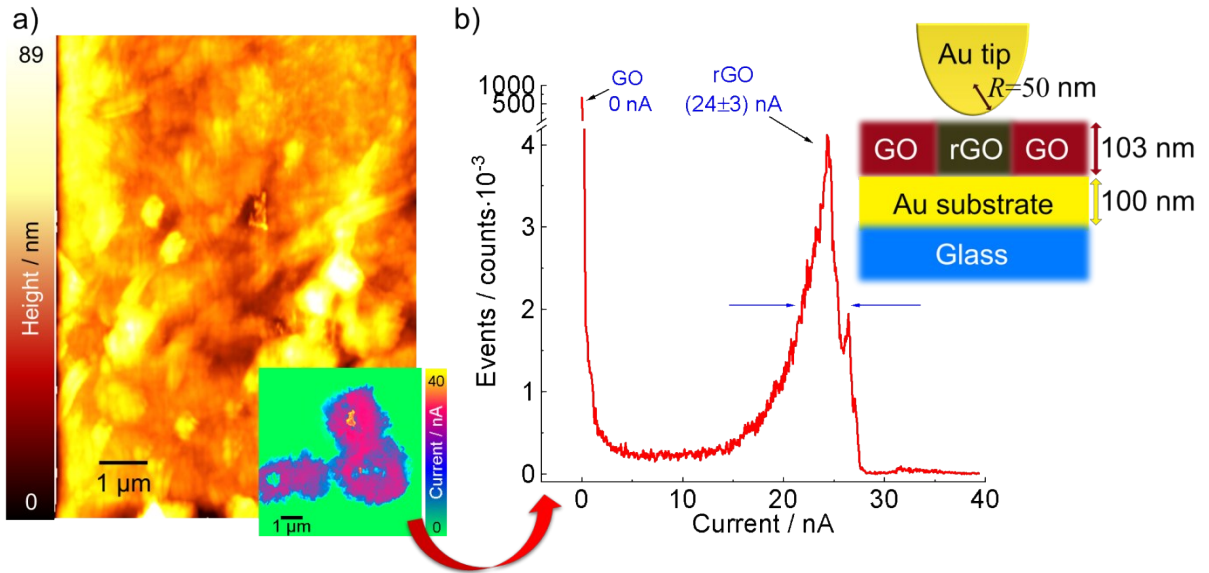 a)
89
Height / nm
0
1 µm
40
Current / nA
0
1 µm
b)
1000
500
4
3
2
1
0
Events / counts·10⁻³
0
10
20
30
40
Current / nA
GO
0 nA
rGO
(24±3) nA
Au tip
R=50 nm
GO
rGO
GO
103 nm
Au substrate
100 nm
Glass